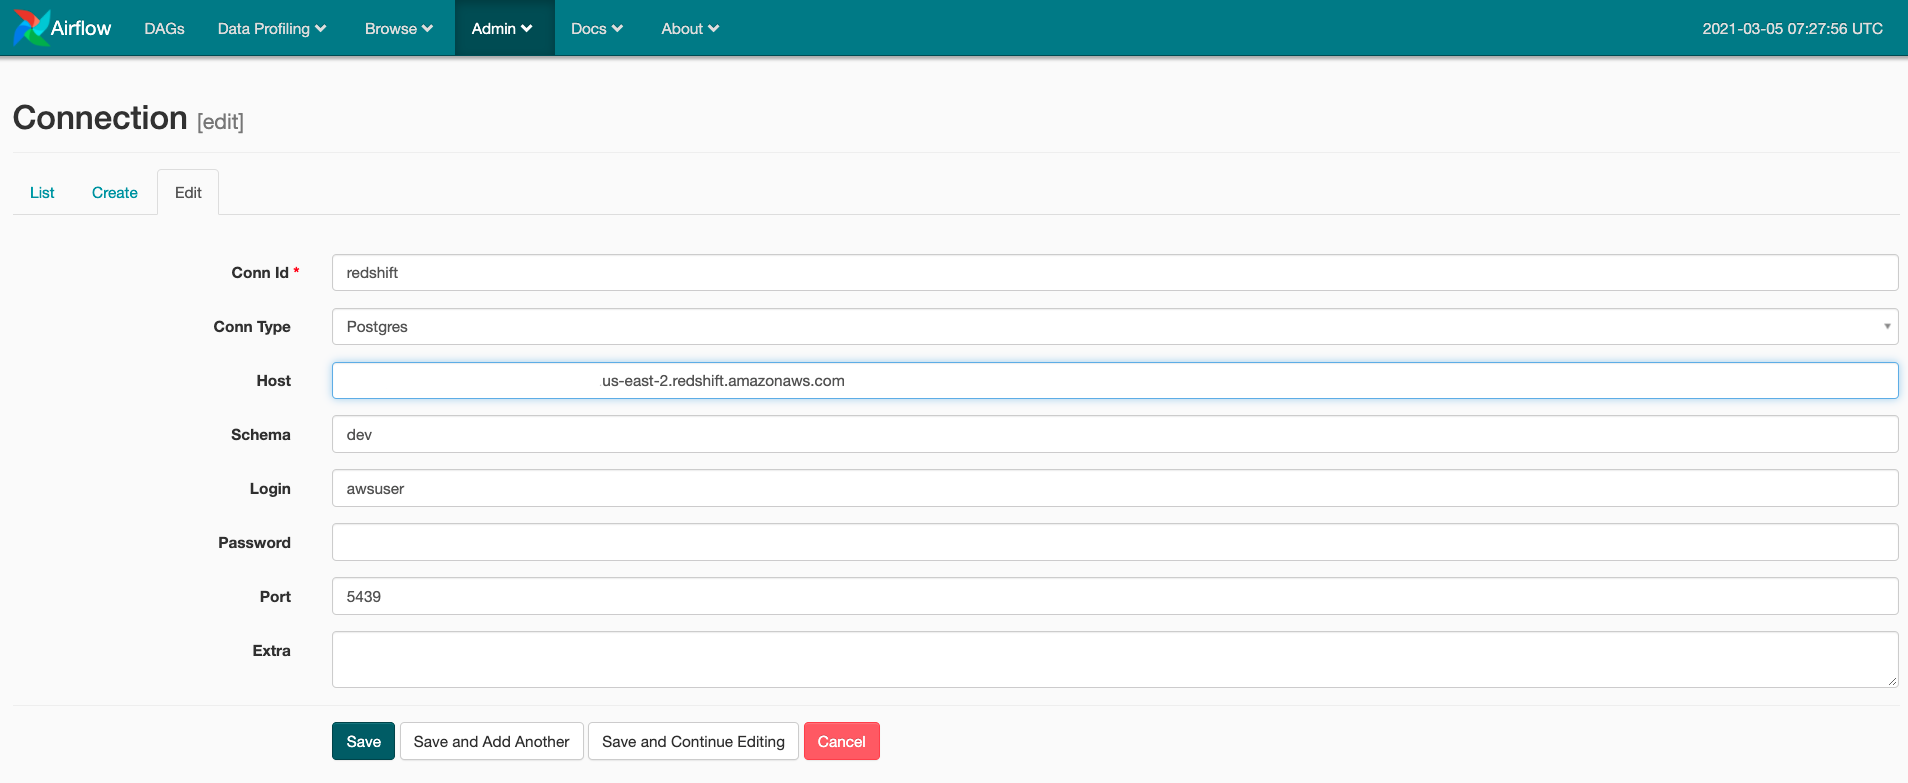 Airflow DAGs Data Profiling Browse Admin Docs About 2021-03-05 07:27:56 UTC
Connection [edit]
List Create Edit
Conn Id * redshift
Conn Type Postgres
Host .us-east-2.redshift.amazonaws.com
Schema dev
Login awsuser
Password
Port 5439
Extra
Save Save and Add Another Save and Continue Editing Cancel